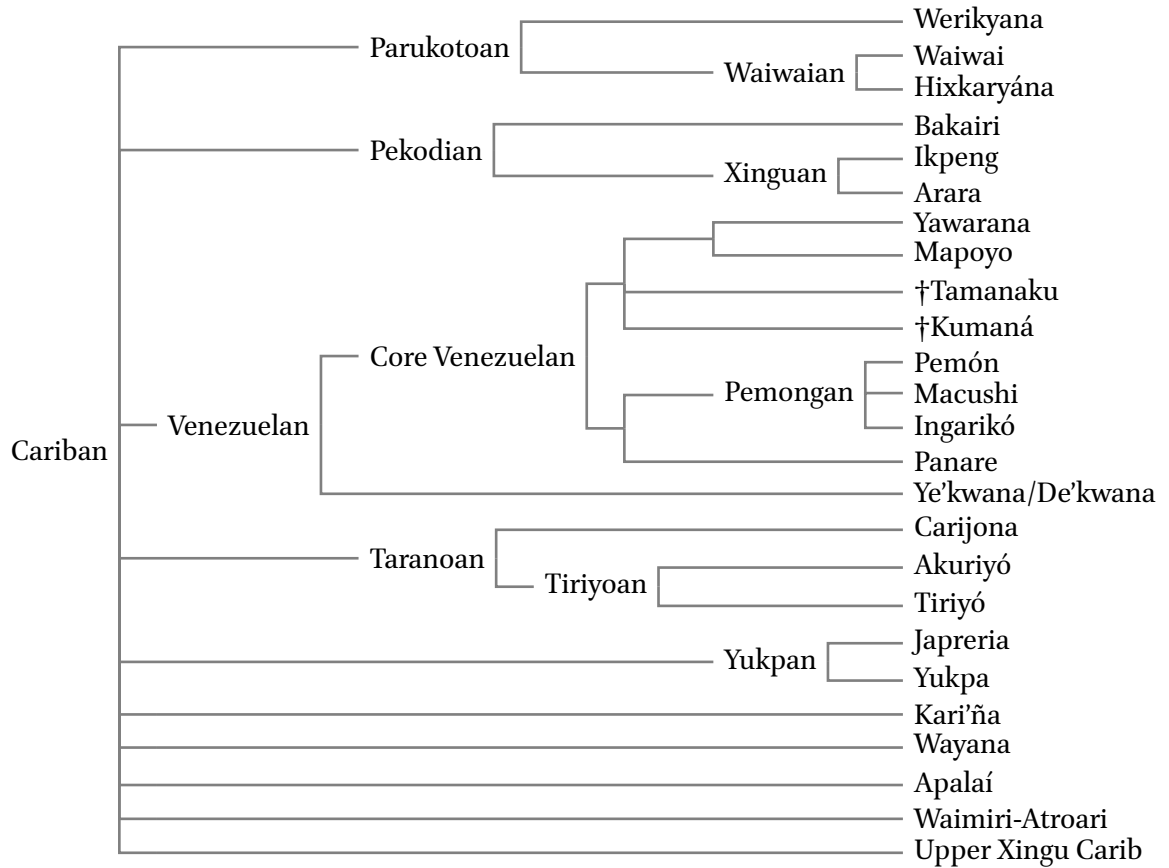 Werikyana
Parukotoan
Waiwaian
Waiwai
Hixkaryána
Bakairi
Pekodian
Xinguan
Ikpeng
Arara
Yawarana
Mapoyo
†Tamanaku
†Kumaná
Core Venezuelan
Pemongan
Pemón
Macushi
Ingarikó
Venezuelan
Cariban
Panare
Ye’kwana/De’kwana
Carijona
Taranoan
Tiriyoan
Akuriyó
Tiriyó
Yukpan
Japreria
Yukpa
Kari’ña
Wayana
Apalaí
Waimiri-Atroari
Upper Xingu Carib